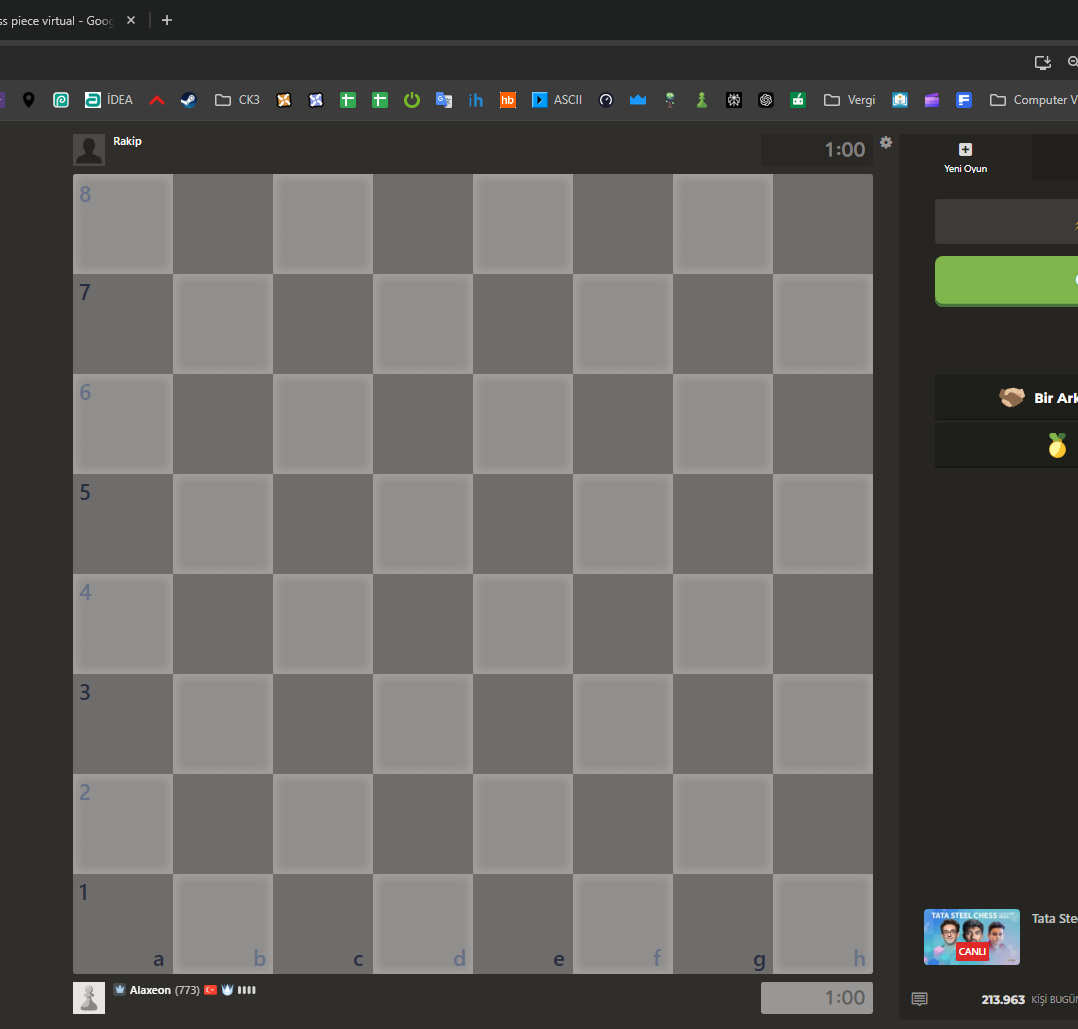 ss piece virtual - Goog
İDEA
CK3
hb
ih
ASCII
Vergi
Computer V
Rakip
1:00
Yeni Oyun
8
7
6
5
4
3
2
1
a b c d e f g h
Bir Ark
TATA STEEL CHESS
CANLI
Tata Stee
Alaxeon (773)
1:00
213.963 KİŞİ BUGÜN